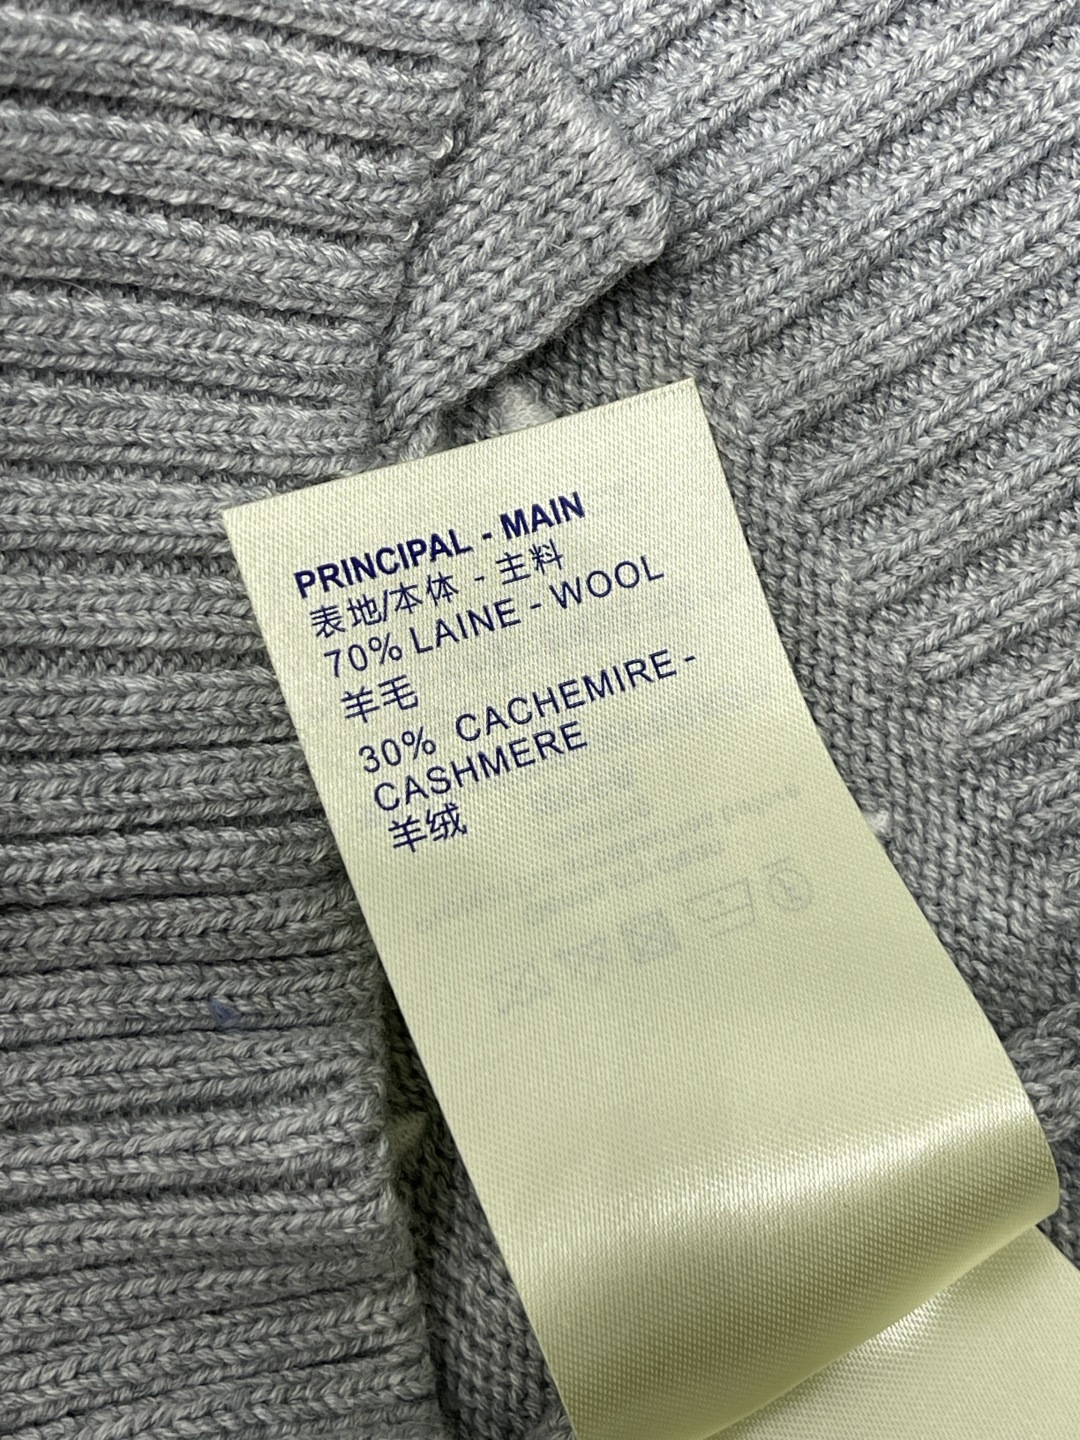 PRINCIPAL - MAIN
表地/本体 - 主料
70% LAINE - WOOL
羊毛
30% CACHEMIRE -
CASHMERE
羊绒